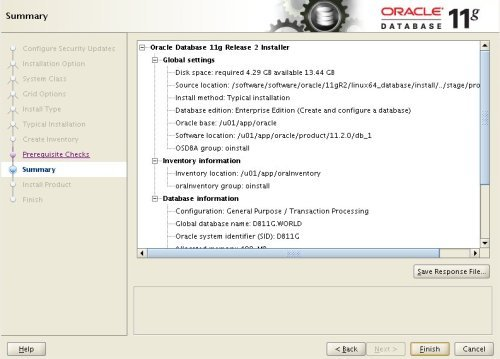 Summary
ORACLE
DATABASE 11g
Configure Security Updates
Installation Option
System Class
Grid Options
Install Type
Typical Installation
Create Inventory
Prerequisite Checks
Summary
Install Product
Finish
Oracle Database 11g Release 2 Installer
Global settings
Disk space: required 4.29 GB available 13.44 GB
Source location: /software/software/oracle/11gR2/linux64_database/install/../stage/pro
Install method: Typical installation
Database edition: Enterprise Edition (Create and configure a database)
Oracle base: /u01/app/oracle
Software location: /u01/app/oracle/product/11.2.0/db_1
OSDBA group: oinstall
Inventory information
Inventory location: /u01/app/oraInventory
oraInventory group: oinstall
Database information
Configuration: General Purpose / Transaction Processing
Global database name: D811G.WORLD
Oracle system identifier (SID): D811G
Save Response File...
Help
< Back
Next >
Finish
Cancel